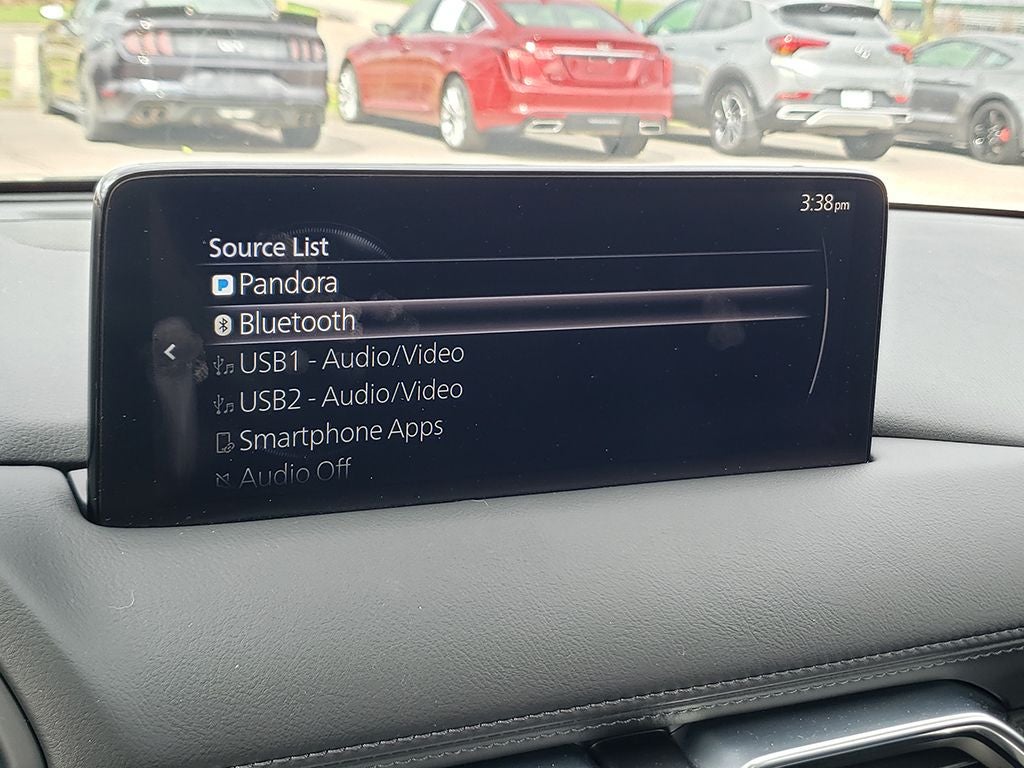 3:38pm
Source List
Pandora
Bluetooth
USB1 - Audio/Video
USB2 - Audio/Video
Smartphone Apps
Audio Off